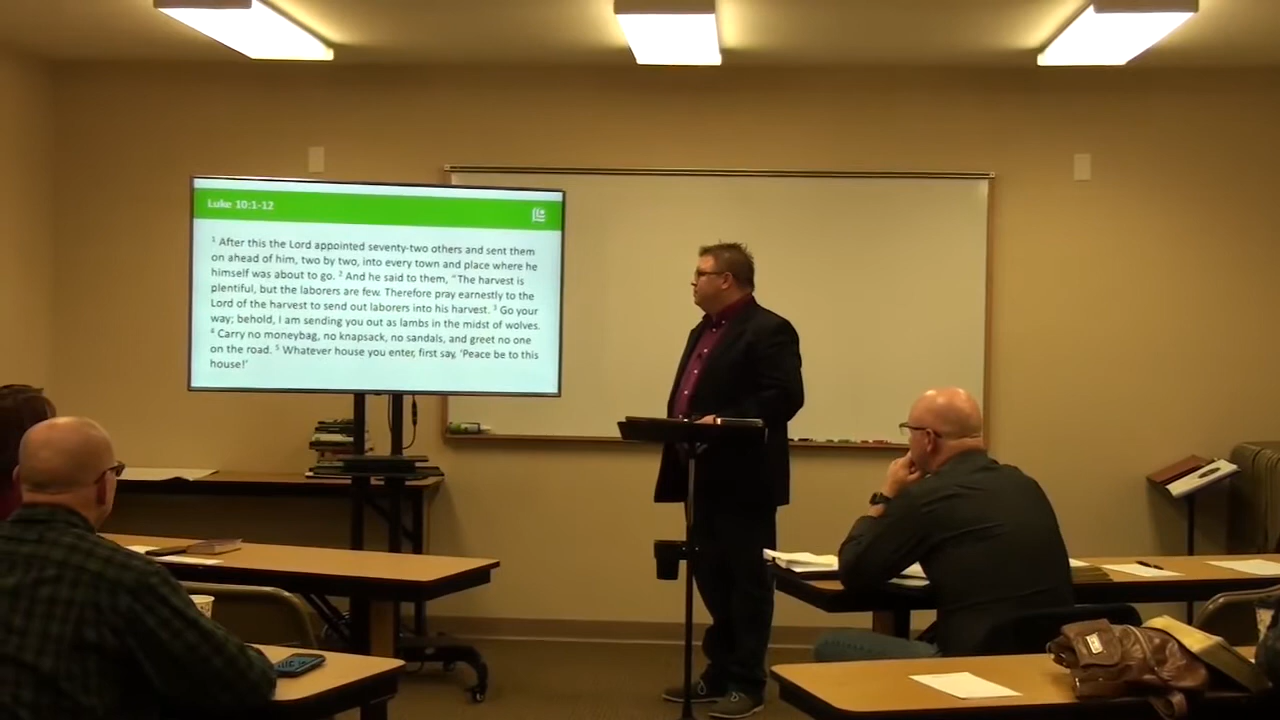 Luke 10:1-12
1 After this the Lord appointed seventy-two others and sent them
on ahead of him, two by two, into every town and place where he
himself was about to go. 2 And he said to them, “The harvest is
plentiful, but the laborers are few. Therefore pray earnestly to the
Lord of the harvest to send out laborers into his harvest. 3 Go your
way; behold, I am sending you out as lambs in the midst of wolves.
4 Carry no moneybag, no knapsack, no sandals, and greet no one
on the road. 5 Whatever house you enter, first say, ‘Peace be to this
house!’